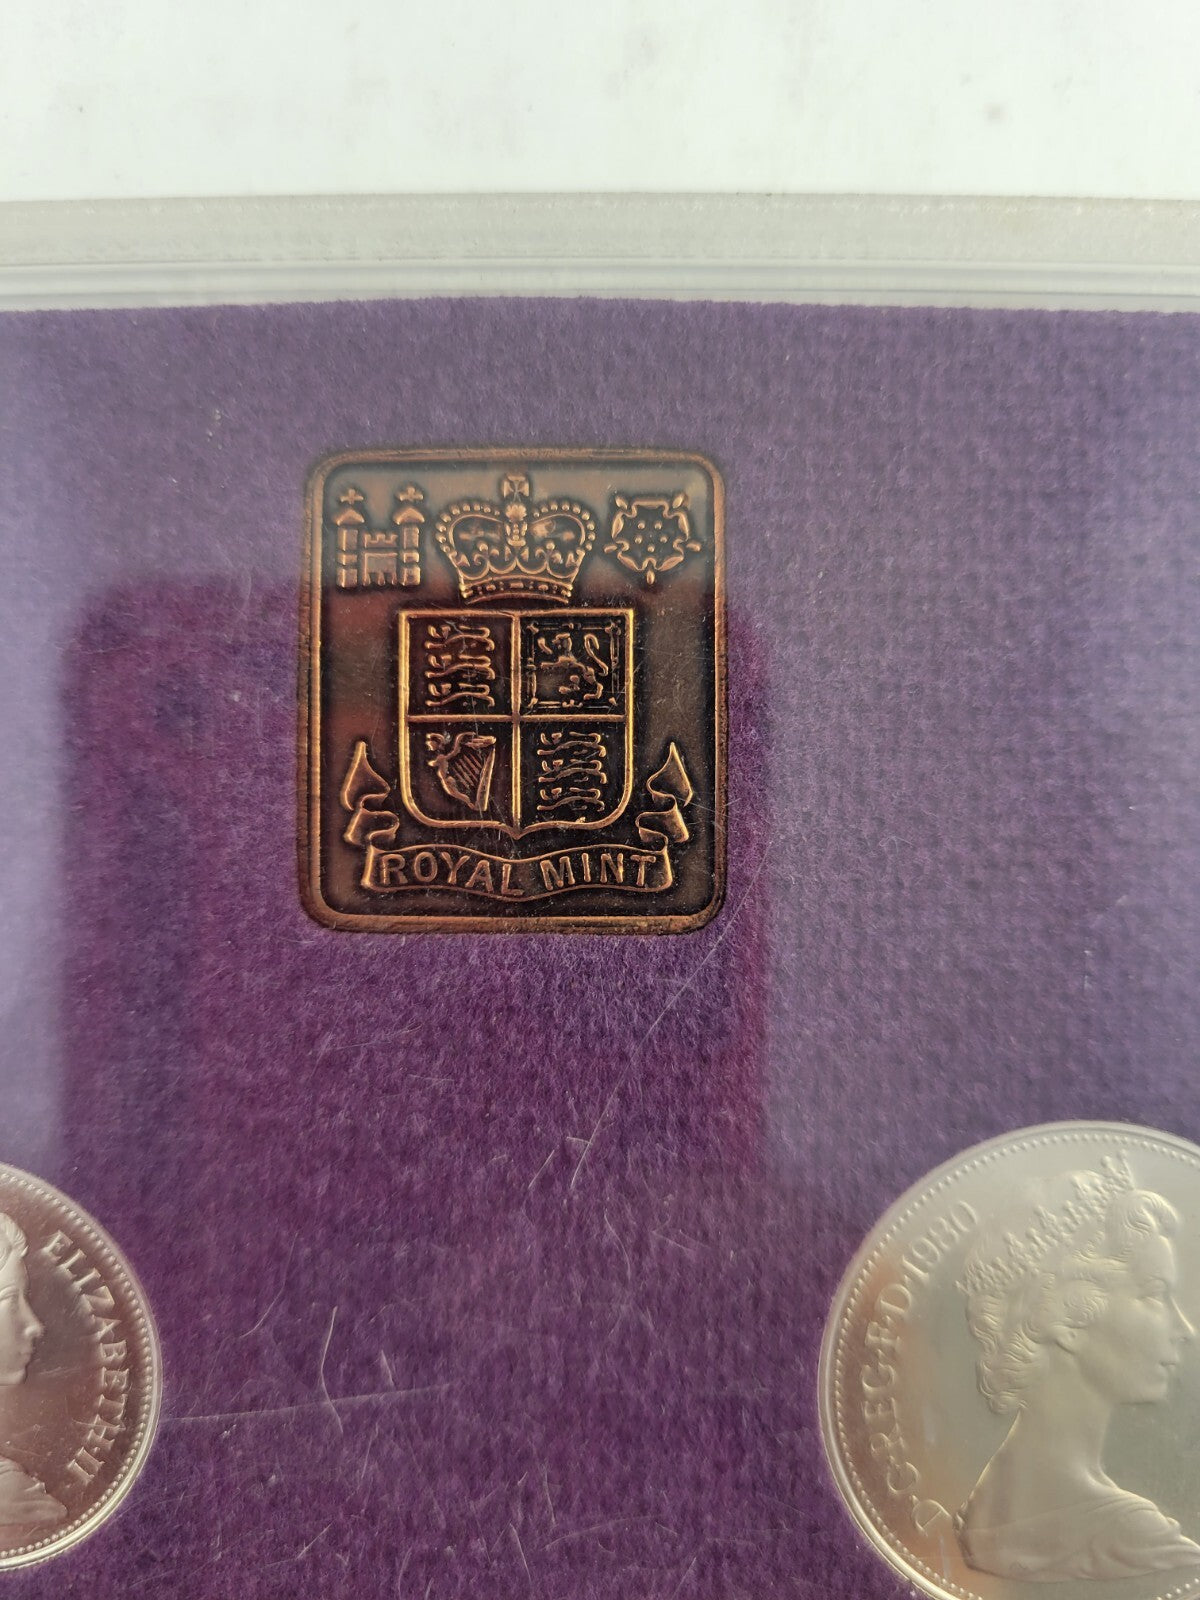 ROYAL MINT
ELIZABETH II
D·G·REG·F·D·1980